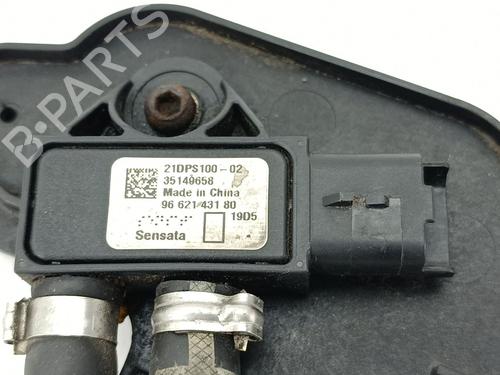 B-PARTS
21DPS100-02
35149658
Made in China
96 621 431 80
19D5
Sensata